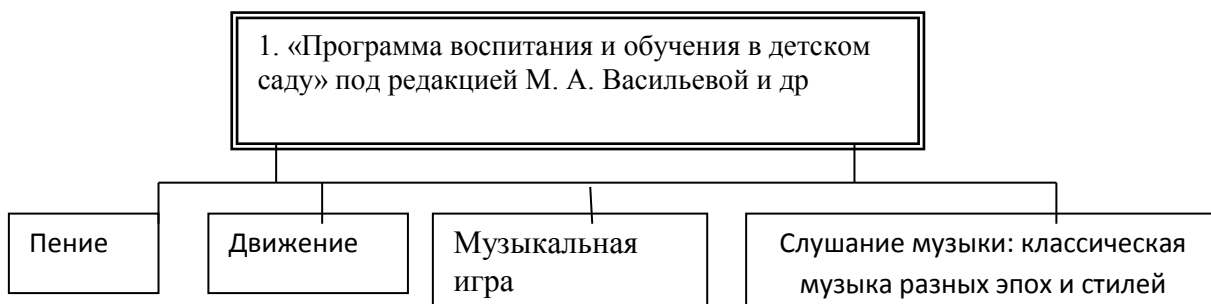 1. «Программа воспитания и обучения в детском
саду» под редакцией М. А. Васильевой и др
Пение
Движение
Музыкальная
игра
Слушание музыки: классическая
музыка разных эпох и стилей